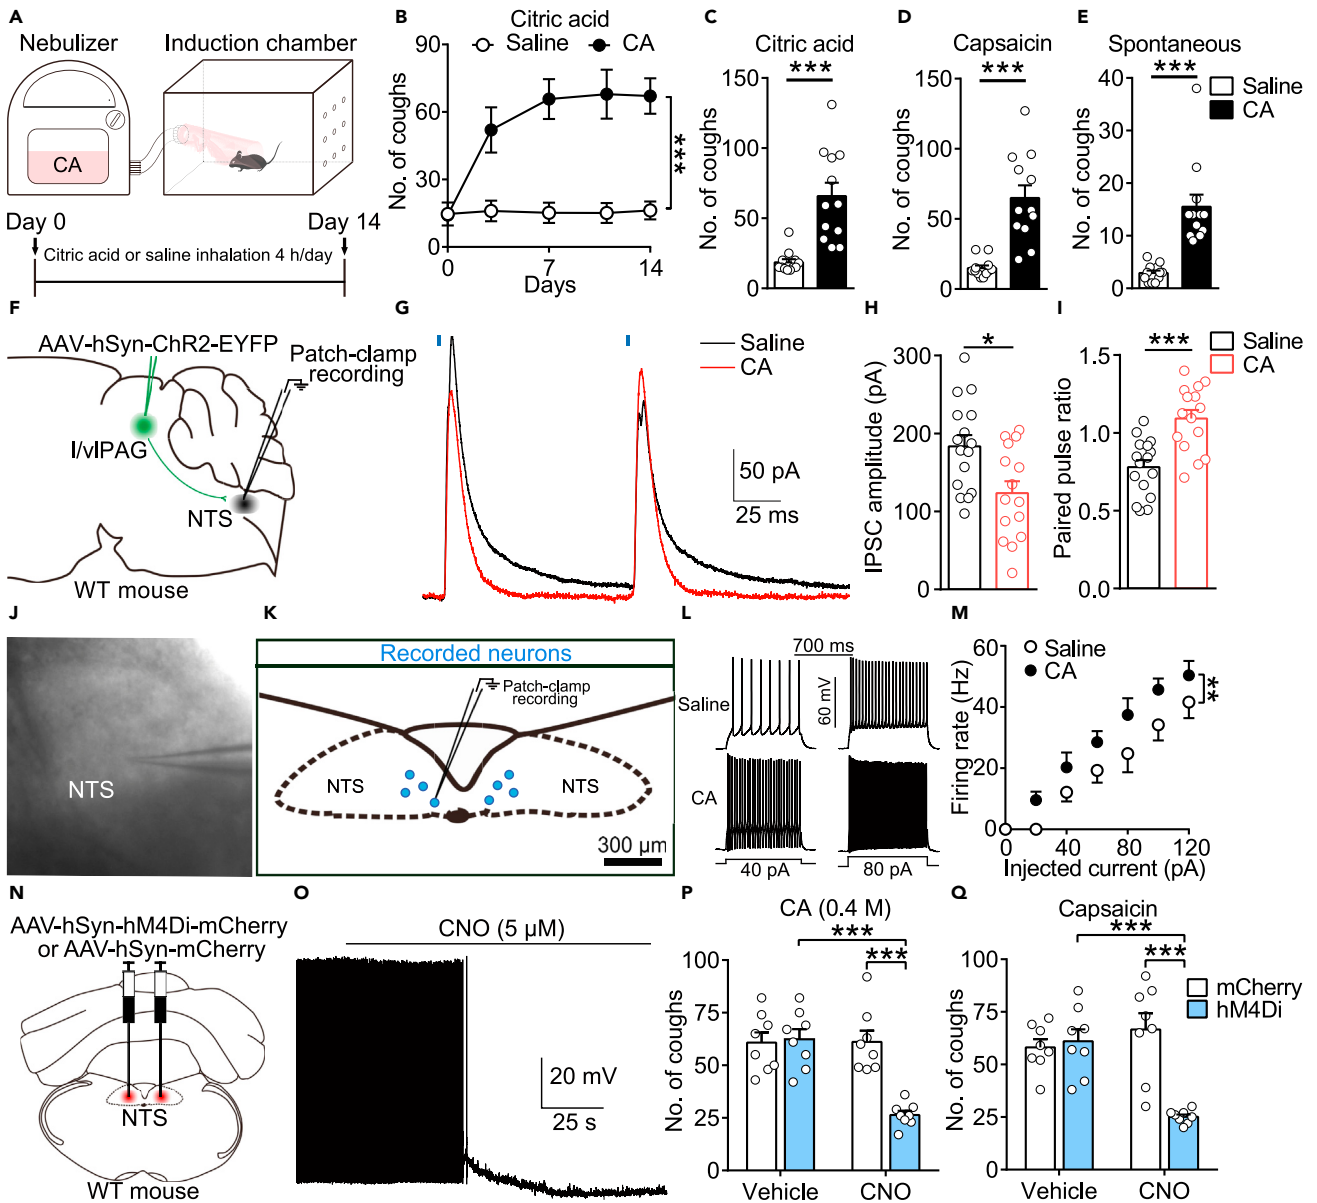 A
Nebulizer
Induction chamber
CA
Day 0
Day 14
Citric acid or saline inhalation 4 h/day
B
Citric acid
Saline
CA
No. of coughs
90
60
30
0
0
7
14
Days
***
C
Citric acid
***
No. of coughs
150
100
50
0
D
Capsaicin
***
No. of coughs
150
100
50
0
E
Spontaneous
***
No. of coughs
40
30
20
10
0
Saline
CA
F
AAV-hSyn-ChR2-EYFP
Patch-clamp
recording
l/vlPAG
NTS
WT mouse
G
Saline
CA
50 pA
25 ms
H
*
IPSC amplitude (pA)
300
200
100
0
I
***
Paired pulse ratio
1.5
1.0
0.5
0.0
Saline
CA
J
NTS
K
Recorded neurons
Patch-clamp
recording
NTS
NTS
300 µm
L
700 ms
Saline
60 mV
CA
40 pA
80 pA
M
Saline
CA
Firing rate (Hz)
60
40
20
0
0
40
80
120
Injected current (pA)
**
N
AAV-hSyn-hM4Di-mCherry
or AAV-hSyn-mCherry
NTS
WT mouse
O
CNO (5 µM)
20 mV
25 s
P
CA (0.4 M)
***
***
No. of coughs
100
75
50
25
0
Vehicle
CNO
Q
Capsaicin
***
***
No. of coughs
100
75
50
25
0
Vehicle
CNO
mCherry
hM4Di